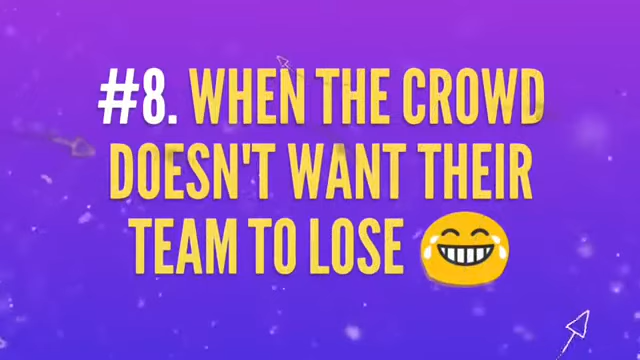 #8. WHEN THE CROWD
DOESN'T WANT THEIR
TEAM TO LOSE 😂